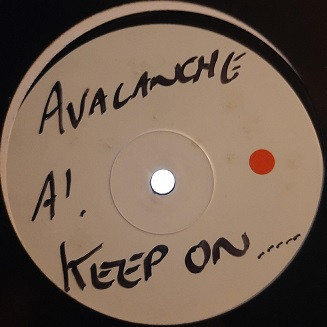 AVALANCHE
A1.
KEEP ON ......